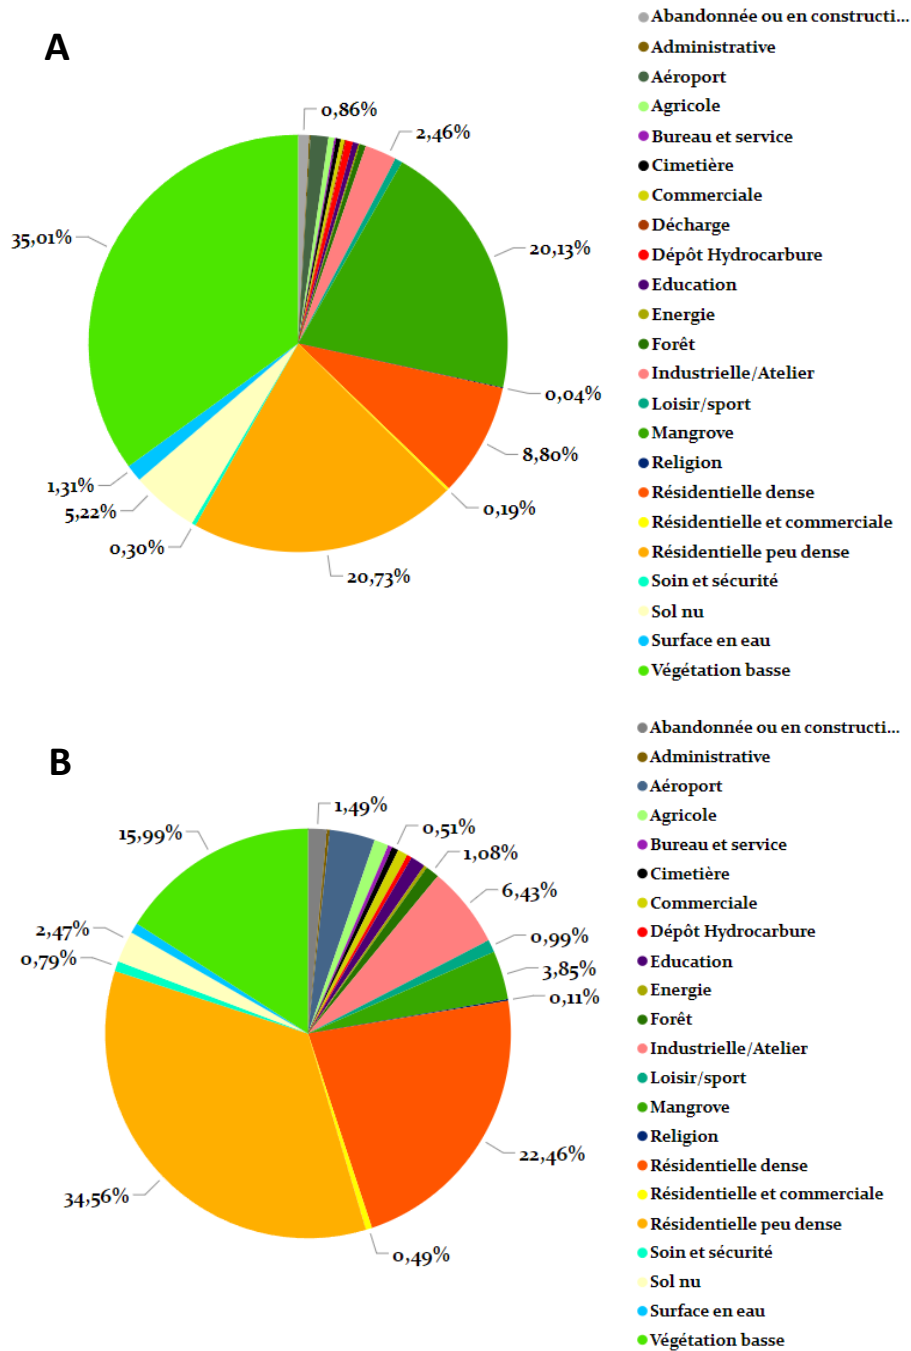 A
0,86%
2,46%
20,13%
0,04%
8,80%
0,19%
20,73%
0,30%
5,22%
1,31%
35,01%
Abandonnée ou en constructi...
Administrative
Aéroport
Agricole
Bureau et service
Cimetière
Commerciale
Décharge
Dépôt Hydrocarbure
Education
Energie
Forêt
Industrielle/Atelier
Loisir/sport
Mangrove
Religion
Résidentielle dense
Résidentielle et commerciale
Résidentielle peu dense
Soin et sécurité
Sol nu
Surface en eau
Végétation basse
B
1,49%
0,51%
1,08%
6,43%
0,99%
3,85%
0,11%
22,46%
0,49%
34,56%
0,79%
2,47%
15,99%
Abandonnée ou en constructi...
Administrative
Aéroport
Agricole
Bureau et service
Cimetière
Commerciale
Dépôt Hydrocarbure
Education
Energie
Forêt
Industrielle/Atelier
Loisir/sport
Mangrove
Religion
Résidentielle dense
Résidentielle et commerciale
Résidentielle peu dense
Soin et sécurité
Sol nu
Surface en eau
Végétation basse